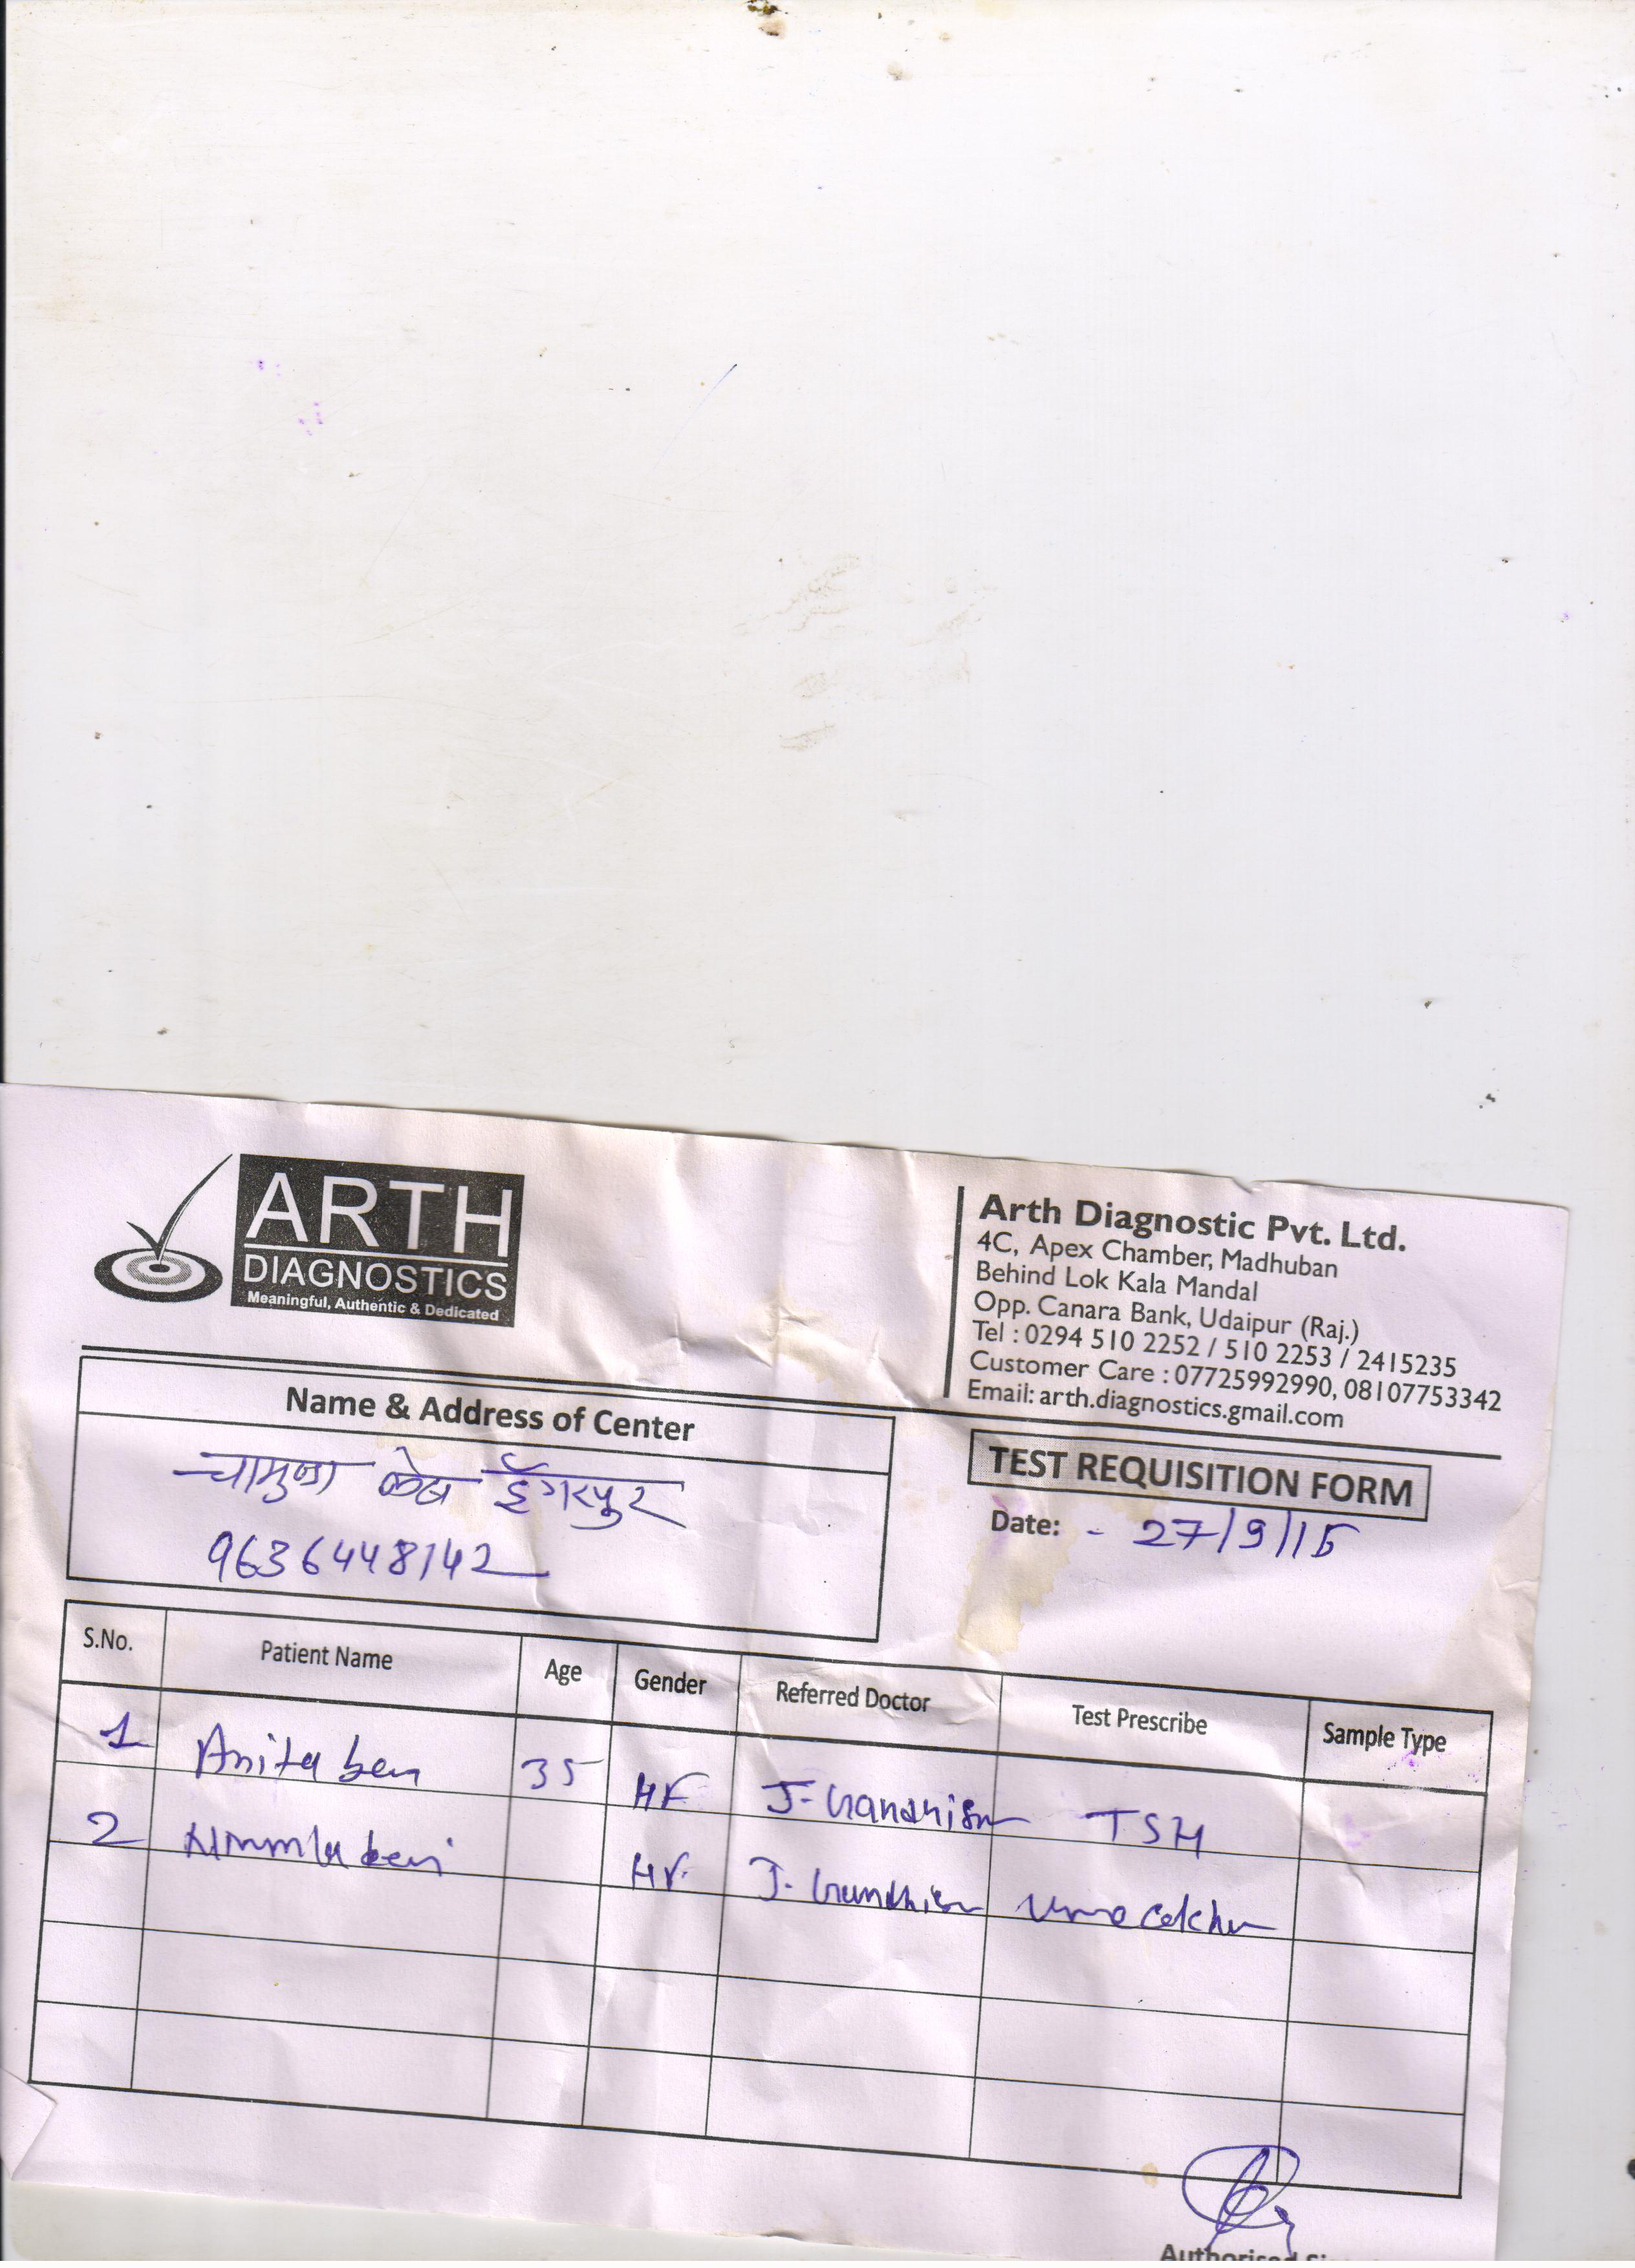 ARTH
DIAGNOSTICS
Meaningful, Authentic & Dedicated
Arth Diagnostic Pvt. Ltd.
4C, Apex Chamber, Madhuban
Behind Lok Kala Mandal
Opp. Canara Bank, Udaipur (Raj.)
Tel : 0294 510 2252 / 510 2253 / 2415235
Customer Care : 07725992990, 08107753342
Email: arth.diagnostics.gmail.com
Name & Address of Center
चामुण्डा लेब डूँगरपुर
9636448142
TEST REQUISITION FORM
Date: - 27/9/15
S.No. Patient Name Age Gender Referred Doctor Test Prescribe Sample Type
1 Anita ben 35 HF J- TSH
2 HF J-
Authorised